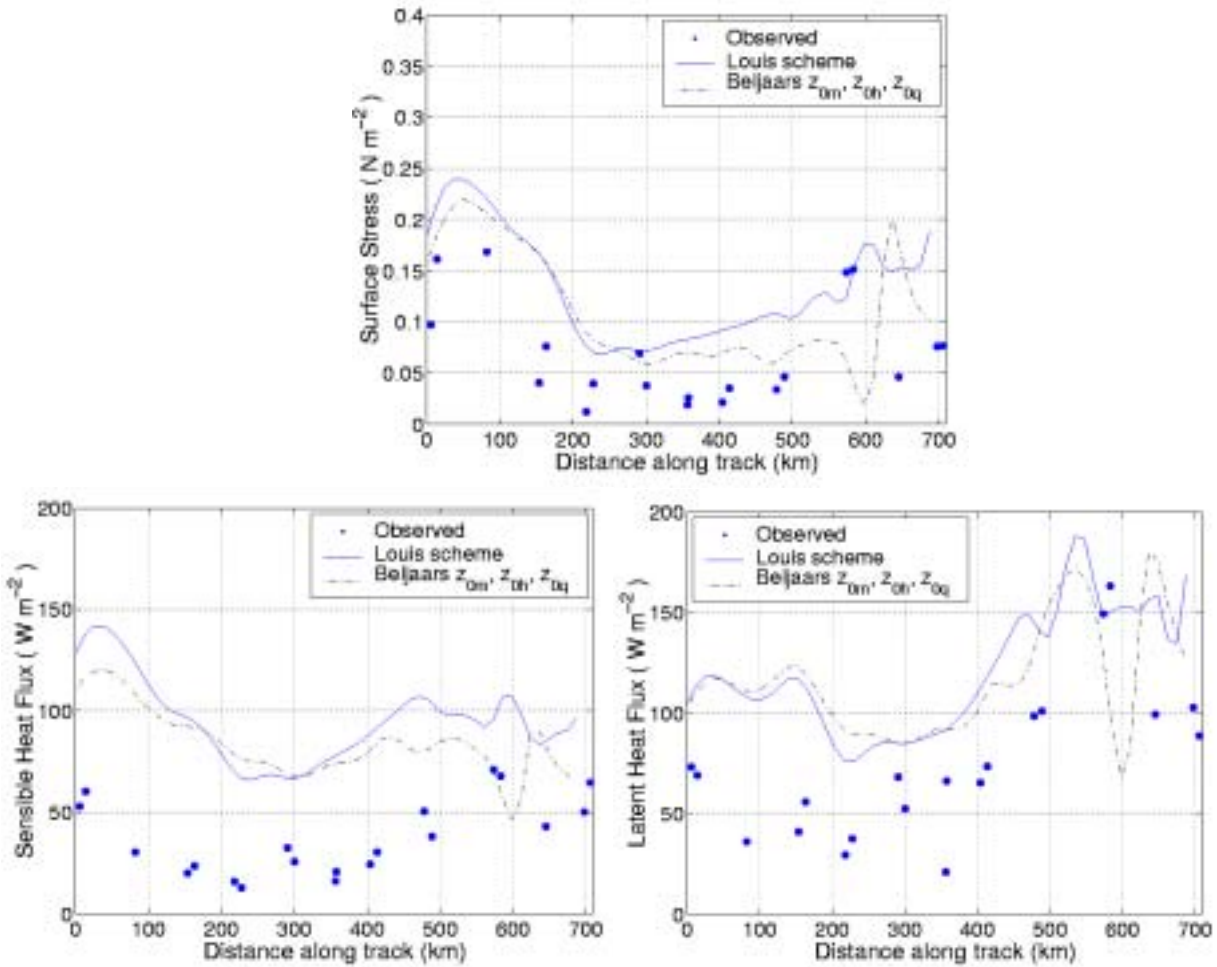 0.4
0.35
0.3
0.25
0.2
0.15
0.1
0.05
0
Surface Stress ( N m⁻² )
Observed
Louis scheme
Beljaars z0m, z0h, z0q
0 100 200 300 400 500 600 700
Distance along track (km)
200
150
100
50
0
Sensible Heat Flux ( W m⁻² )
Observed
Louis scheme
Beljaars z0m, z0h, z0q
0 100 200 300 400 500 600 700
Distance along track (km)
200
150
100
50
0
Latent Heat Flux ( W m⁻² )
Observed
Louis scheme
Beljaars z0m, z0h, z0q
0 100 200 300 400 500 600 700
Distance along track (km)